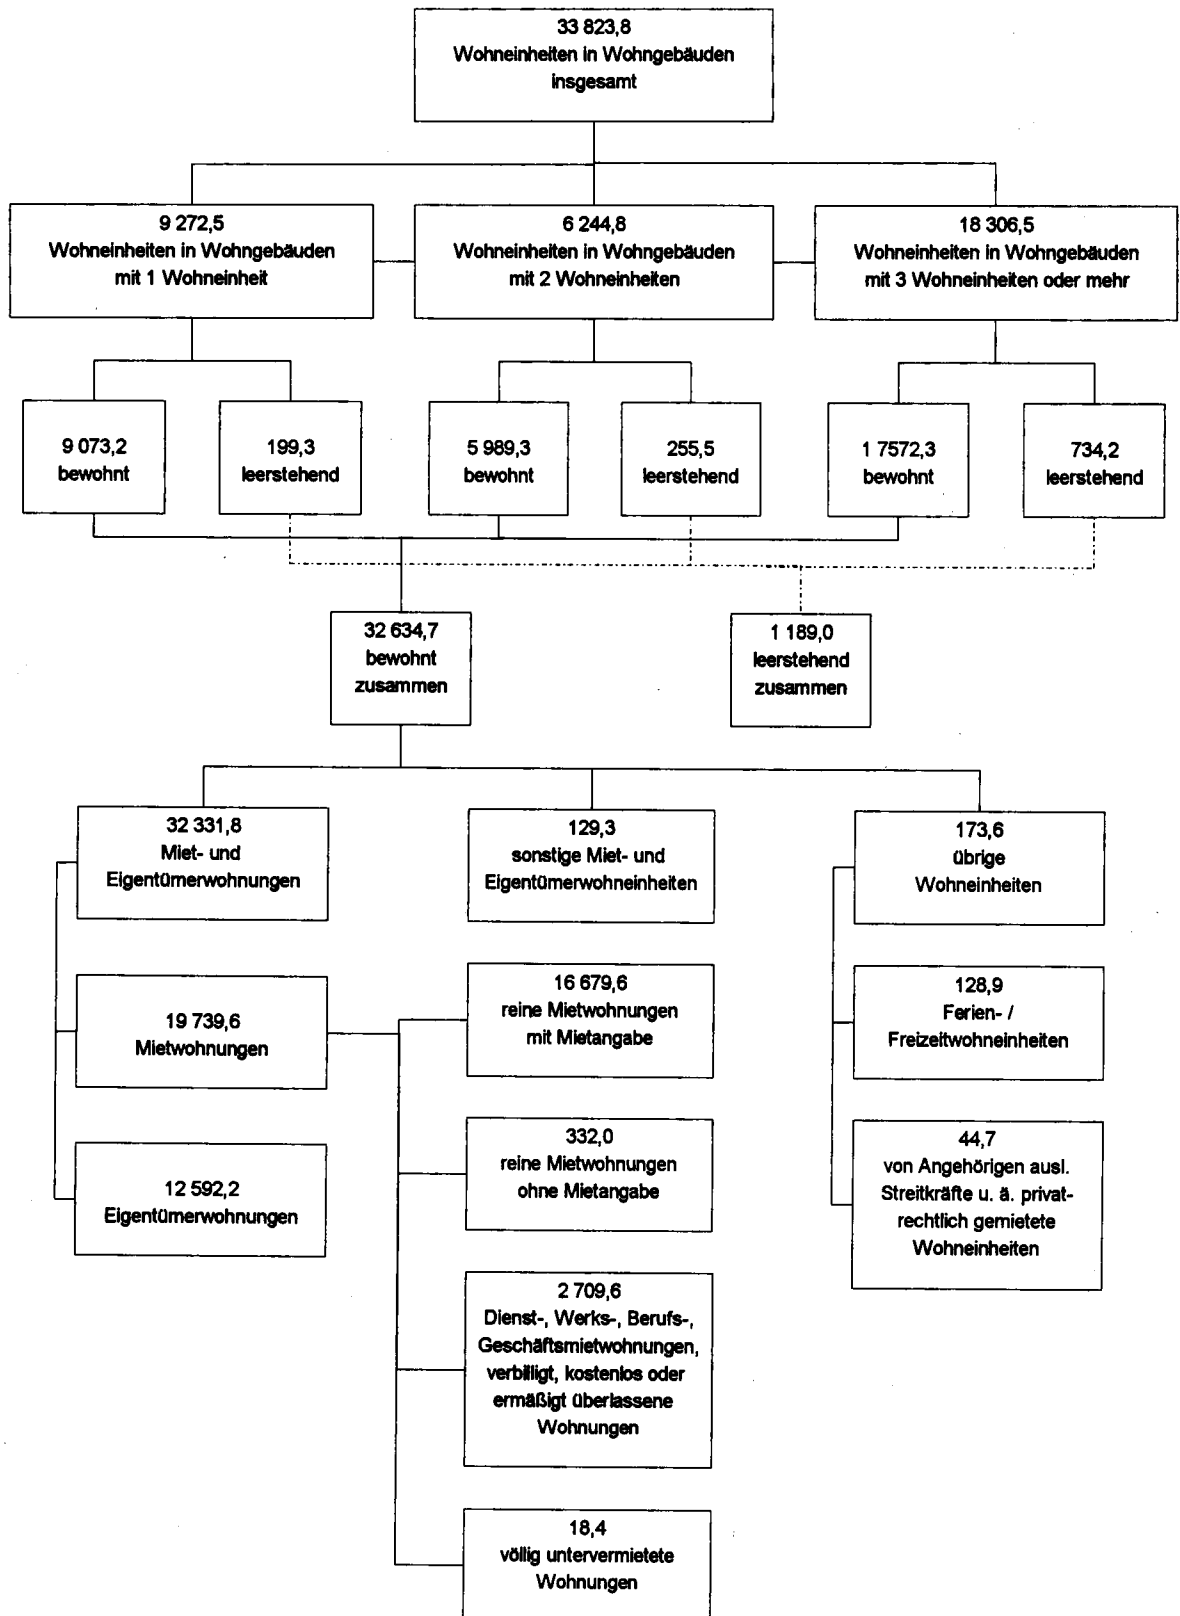 33 823,8
Wohneinheiten in Wohngebäuden
insgesamt
9 272,5
Wohneinheiten in Wohngebäuden
mit 1 Wohneinheit
6 244,8
Wohneinheiten in Wohngebäuden
mit 2 Wohneinheiten
18 306,5
Wohneinheiten in Wohngebäuden
mit 3 Wohneinheiten oder mehr
9 073,2
bewohnt
199,3
leerstehend
5 989,3
bewohnt
255,5
leerstehend
1 7572,3
bewohnt
734,2
leerstehend
32 634,7
bewohnt
zusammen
1 189,0
leerstehend
zusammen
32 331,8
Miet- und
Eigentümerwohnungen
129,3
sonstige Miet- und
Eigentümerwohneinheiten
173,6
übrige
Wohneinheiten
19 739,6
Mietwohnungen
16 679,6
reine Mietwohnungen
mit Mietangabe
128,9
Ferien- /
Freizeitwohneinheiten
12 592,2
Eigentümerwohnungen
332,0
reine Mietwohnungen
ohne Mietangabe
44,7
von Angehörigen ausl.
Streitkräfte u. ä. privat-
rechtlich gemietete
Wohneinheiten
2 709,6
Dienst-, Werks-, Berufs-,
Geschäftsmietwohnungen,
verbilligt, kostenlos oder
ermäßigt überlassene
Wohnungen
18,4
völlig untervermietete
Wohnungen